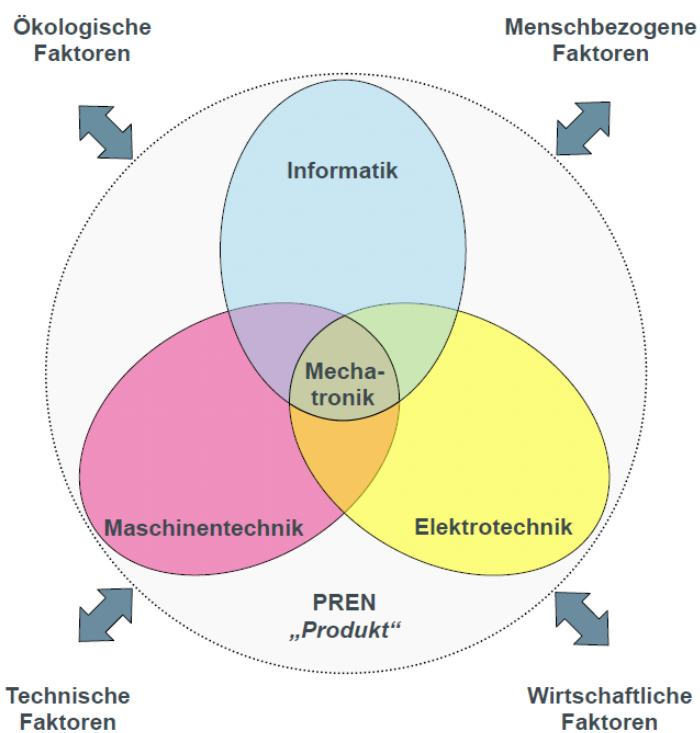 Ökologische
Faktoren
Menschbezogene
Faktoren
Informatik
Mecha-
tronik
Maschinentechnik
Elektrotechnik
PREN
„Produkt“
Technische
Faktoren
Wirtschaftliche
Faktoren